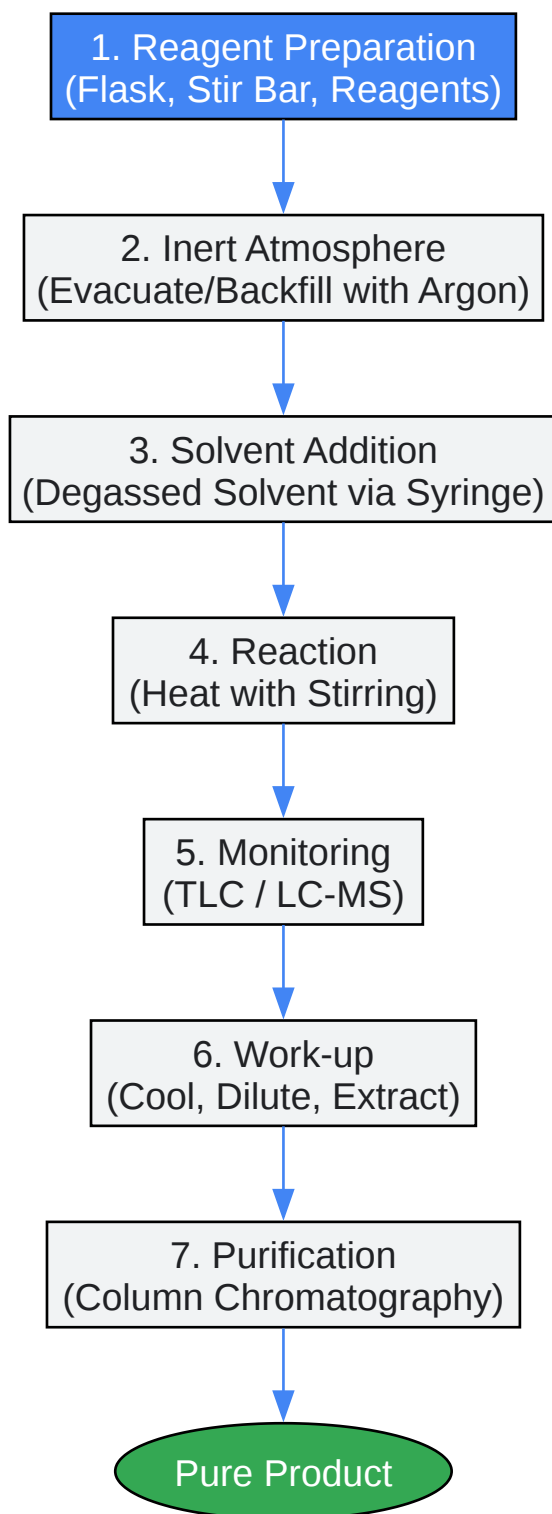 1. Reagent Preparation
(Flask, Stir Bar, Reagents)
2. Inert Atmosphere
(Evacuate/Backfill with Argon)
3. Solvent Addition
(Degassed Solvent via Syringe)
4. Reaction
(Heat with Stirring)
5. Monitoring
(TLC / LC-MS)
6. Work-up
(Cool, Dilute, Extract)
7. Purification
(Column Chromatography)
Pure Product